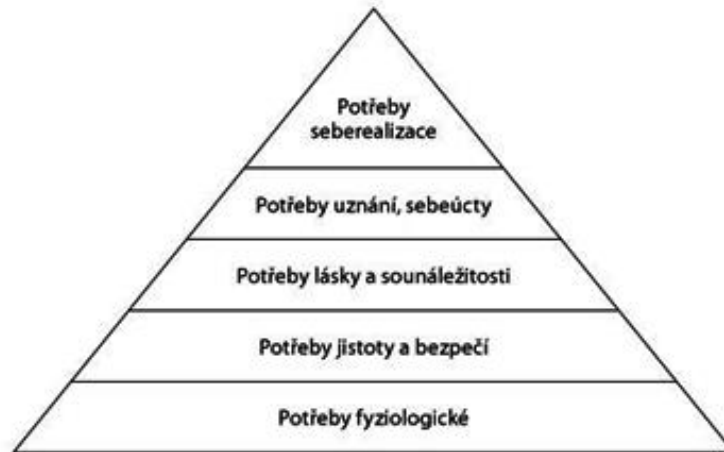 Potřeby
seberealizace
Potřeby uznání, sebeúcty
Potřeby lásky a sounáležitosti
Potřeby jistoty a bezpečí
Potřeby fyziologické